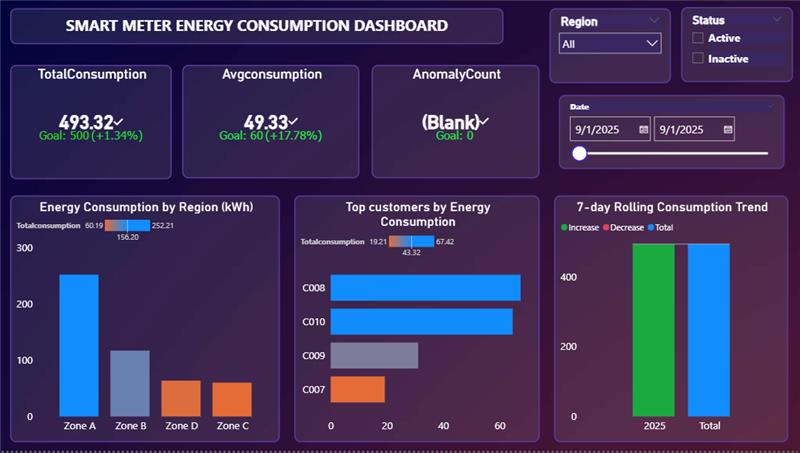 SMART METER ENERGY CONSUMPTION DASHBOARD
Region
All
Status
Active
Inactive
TotalConsumption
493.32
Goal: 500 (+1.34%)
Avgconsumption
49.33
Goal: 60 (+17.78%)
AnomalyCount
(Blank)
Goal: 0
Date
9/1/2025
9/1/2025
Energy Consumption by Region (kWh)
Totalconsumption 60.19 252.21
156.20
300
200
100
0
Zone A Zone B Zone D Zone C
Top customers by Energy
Consumption
Totalconsumption 19.21 67.42
43.32
C008
C010
C009
C007
0 20 40 60
7-day Rolling Consumption Trend
Increase Decrease Total
400
200
0
2025 Total